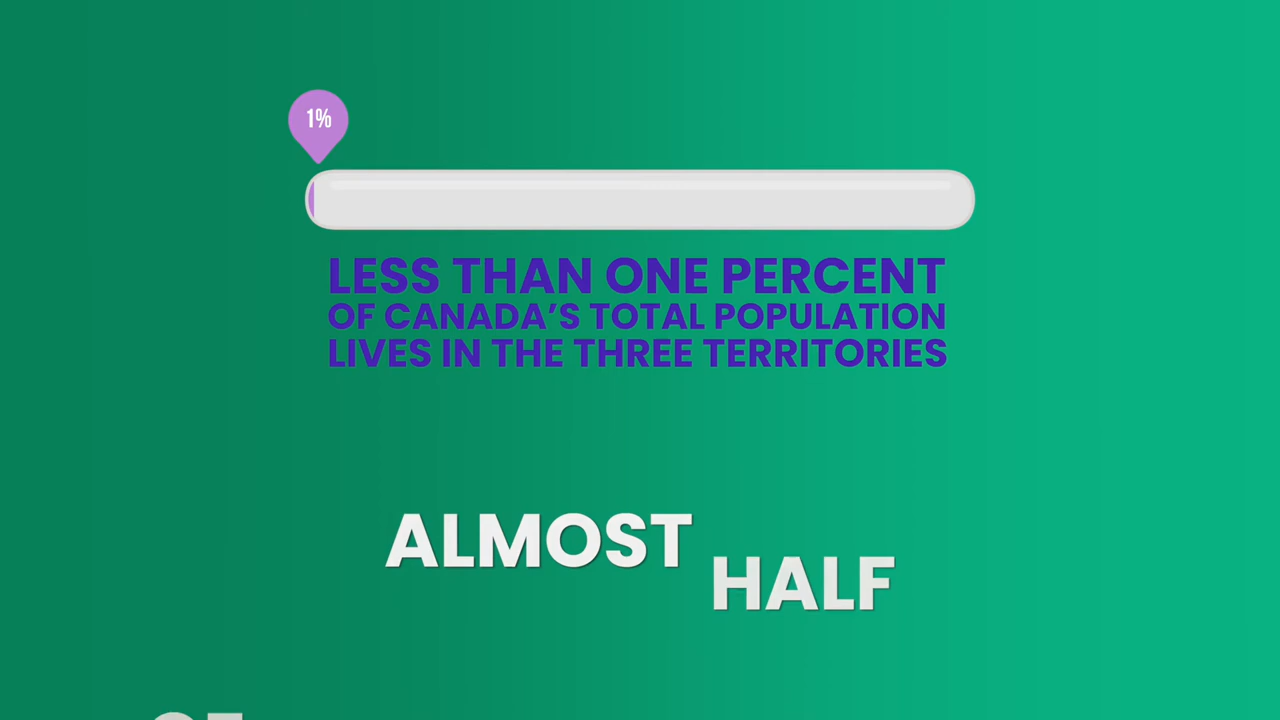 1%
LESS THAN ONE PERCENT
OF CANADA’S TOTAL POPULATION
LIVES IN THE THREE TERRITORIES
ALMOST HALF